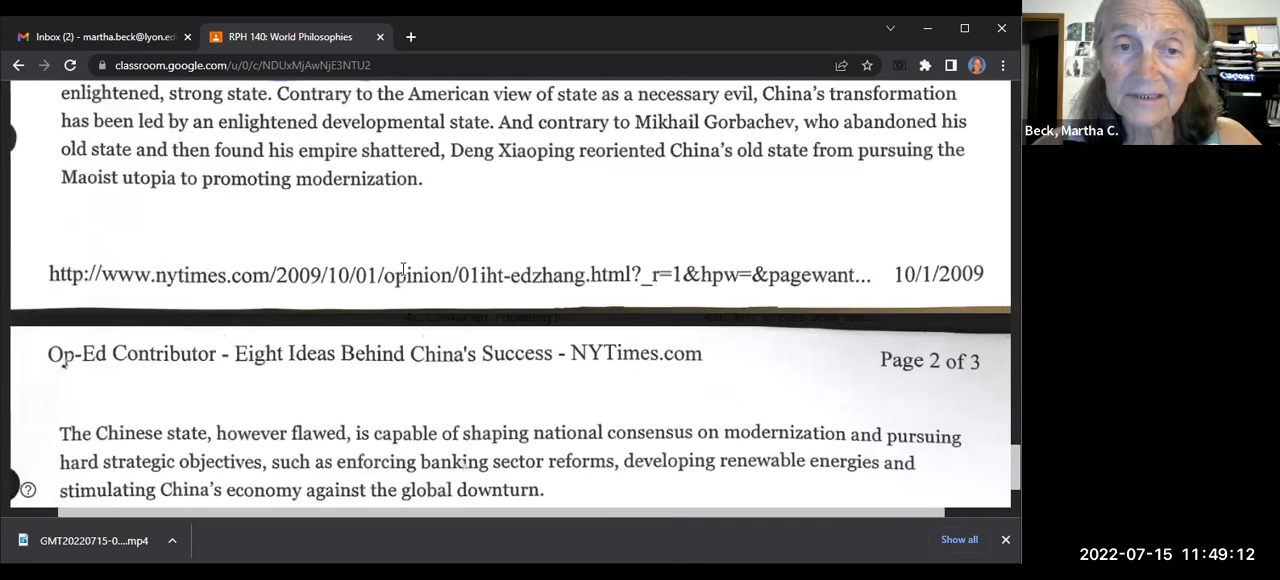 Inbox (2) - martha.beck@lyon.ed
RPH 140: World Philosophies
classroom.google.com/u/0/c/NDUxMjAwNjE3NTU2
enlightened, strong state. Contrary to the American view of state as a necessary evil, China's transformation
has been led by an enlightened developmental state. And contrary to Mikhail Gorbachev, who abandoned his
old state and then found his empire shattered, Deng Xiaoping reoriented China's old state from pursuing the
Maoist utopia to promoting modernization.
http://www.nytimes.com/2009/10/01/opinion/01iht-edzhang.html?_r=1&hpw=&pagewant... 10/1/2009
Op-Ed Contributor - Eight Ideas Behind China's Success - NYTimes.com
Page 2 of 3
The Chinese state, however flawed, is capable of shaping national consensus on modernization and pursuing
hard strategic objectives, such as enforcing banking sector reforms, developing renewable energies and
stimulating China's economy against the global downturn.
GMT20220715-0....mp4
Show all
Beck, Martha C.
2022-07-15 11:49:12